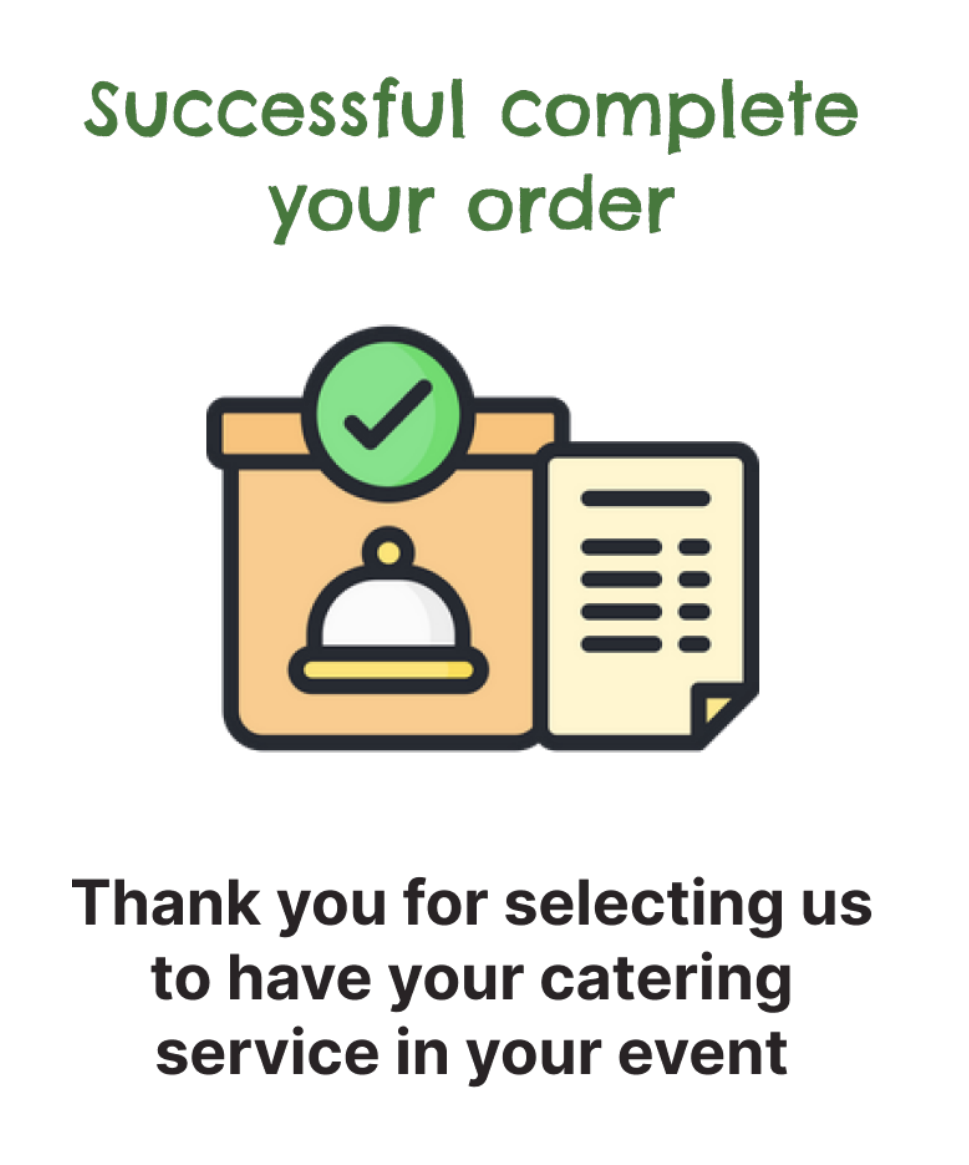 Successful complete
your order
Thank you for selecting us
to have your catering
service in your event